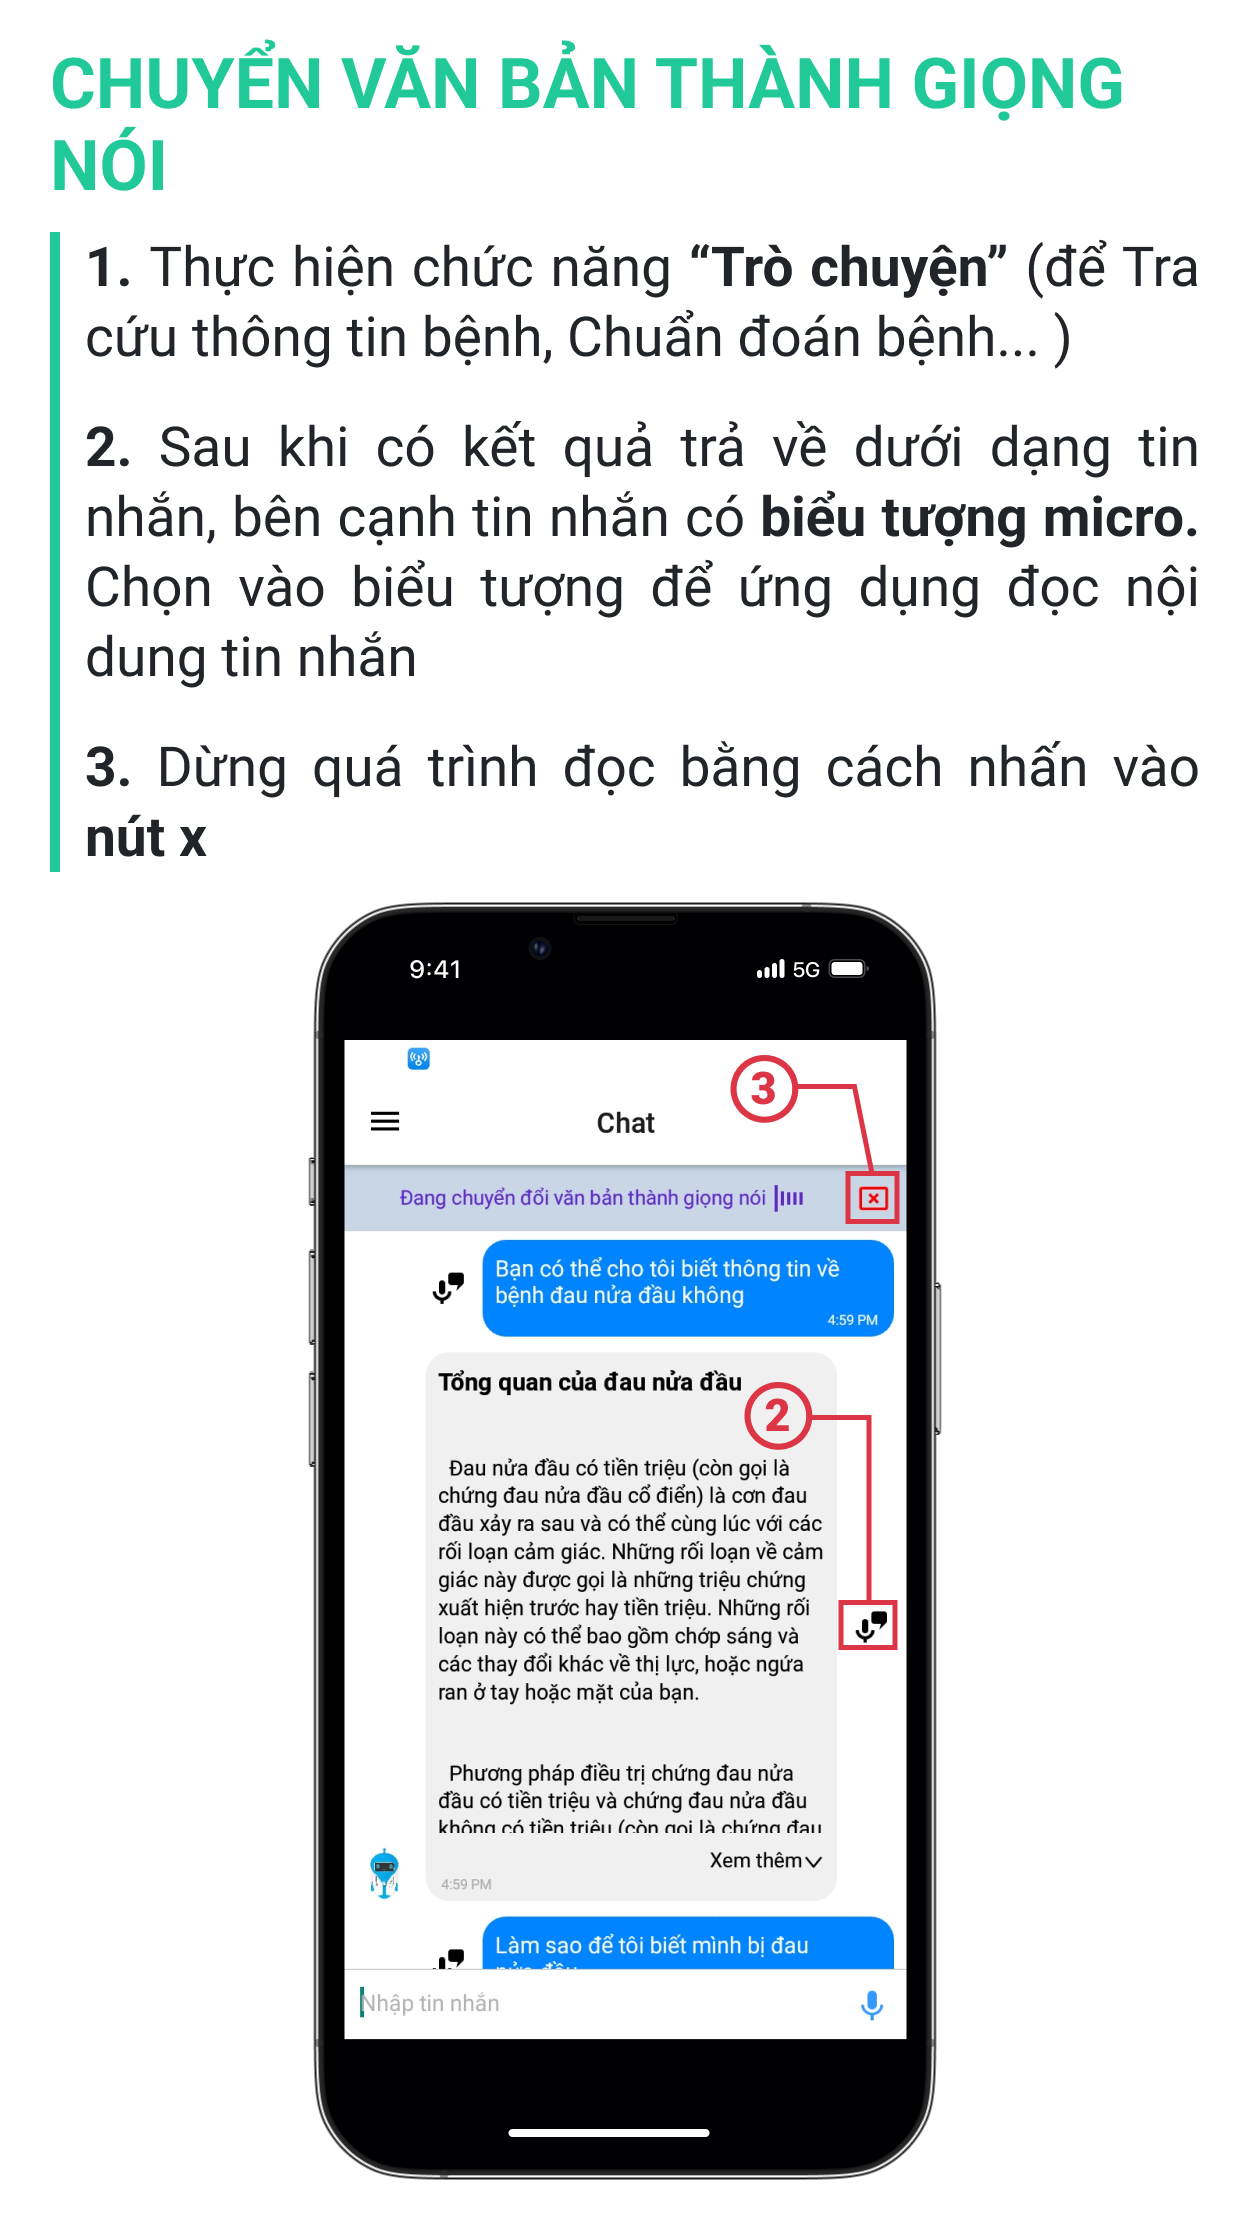 CHUYỂN VĂN BẢN THÀNH GIỌNG
NÓI
1. Thực hiện chức năng “Trò chuyện” (để Tra
cứu thông tin bệnh, Chuẩn đoán bệnh... )
2. Sau khi có kết quả trả về dưới dạng tin
nhắn, bên cạnh tin nhắn có biểu tượng micro.
Chọn vào biểu tượng để ứng dụng đọc nội
dung tin nhắn
3. Dừng quá trình đọc bằng cách nhấn vào
nút x
9:41
5G
3
Chat
Đang chuyển đổi văn bản thành giọng nói
Bạn có thể cho tôi biết thông tin về
bệnh đau nửa đầu không
4:59 PM
Tổng quan của đau nửa đầu
2
Đau nửa đầu có tiền triệu (còn gọi là
chứng đau nửa đầu cổ điển) là cơn đau
đầu xảy ra sau và có thể cùng lúc với các
rối loạn cảm giác. Những rối loạn về cảm
giác này được gọi là những triệu chứng
xuất hiện trước hay tiền triệu. Những rối
loạn này có thể bao gồm chớp sáng và
các thay đổi khác về thị lực, hoặc ngứa
ran ở tay hoặc mặt của bạn.
Phương pháp điều trị chứng đau nửa
đầu có tiền triệu và chứng đau nửa đầu
không có tiền triệu (còn gọi là chứng đau
Xem thêm
4:59 PM
Làm sao để tôi biết mình bị đau
nửa đầu
Nhập tin nhắn